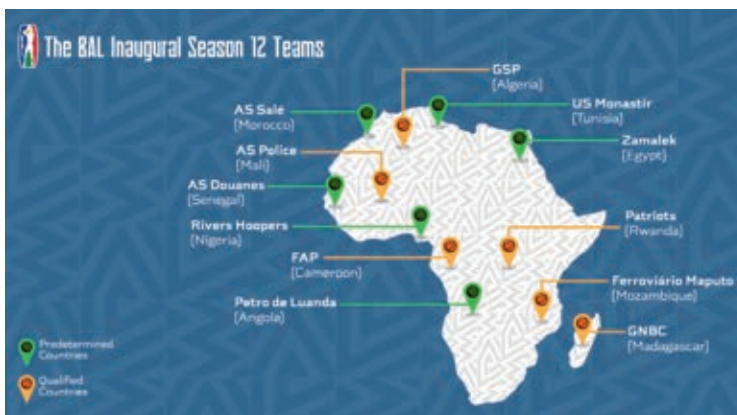 The BAL Inaugural Season 12 Teams
GSP
(Algeria)
AS Salé
(Morocco)
US Monastir
(Tunisia)
AS Police
(Mali)
Zamalek
(Egypt)
AS Douanes
(Senegal)
Rivers Hoopers
(Nigeria)
Patriots
(Rwanda)
FAP
(Cameroon)
Ferroviário Maputo
(Mozambique)
Petro de Luanda
(Angola)
GNBC
(Madagascar)
Predetermined
Countries
Qualified
Countries